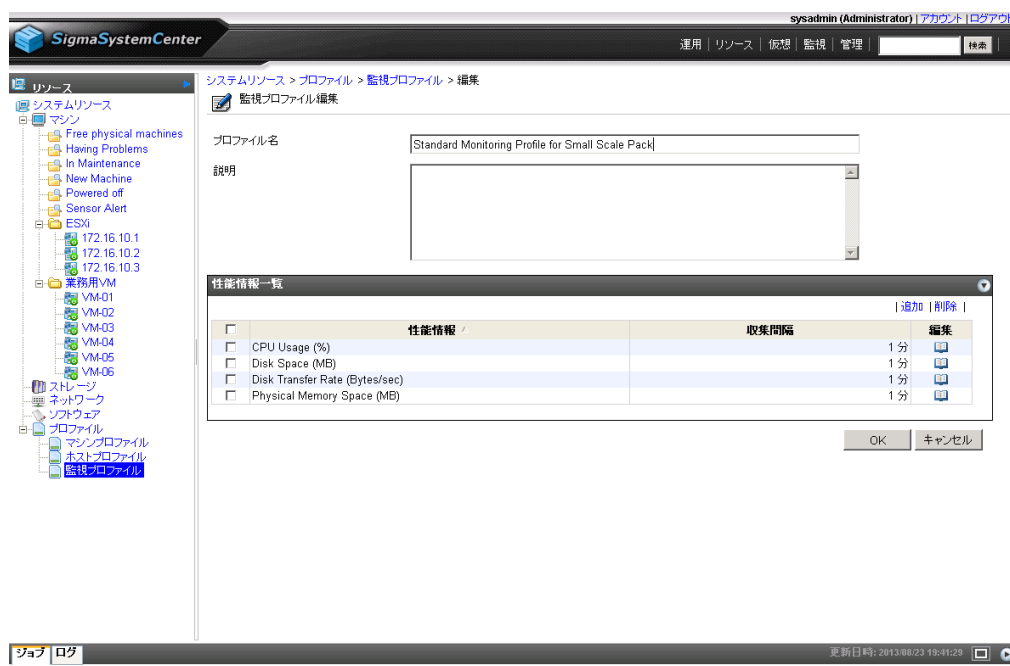 sysadmin (Administrator) | アカウント | ログアウト
SigmaSystemCenter
運用 | リソース | 仮想 | 監視 | 管理 | 検索 |
リソース
システムリソース
マシン
Free physical machines
Having Problems
In Maintenance
New Machine
Powered off
Sensor Alert
ESXi
172.16.10.1
172.16.10.2
172.16.10.3
業務用VM
VM-01
VM-02
VM-03
VM-04
VM-05
VM-06
ストレージ
ネットワーク
ソフトウェア
プロファイル
マシンプロファイル
ホストプロファイル
監視プロファイル
システムリソース > プロファイル > 監視プロファイル > 編集
監視プロファイル編集
プロファイル名 Standard Monitoring Profile for Small Scale Pack
説明
性能情報一覧
| 追加 | 削除 |
性能情報 収集間隔 編集
CPU Usage (%) 1 分
Disk Space (MB) 1 分
Disk Transfer Rate (Bytes/sec) 1 分
Physical Memory Space (MB) 1 分
OK キャンセル
ジョブ ログ
更新日時: 2013/08/23 19:41:29